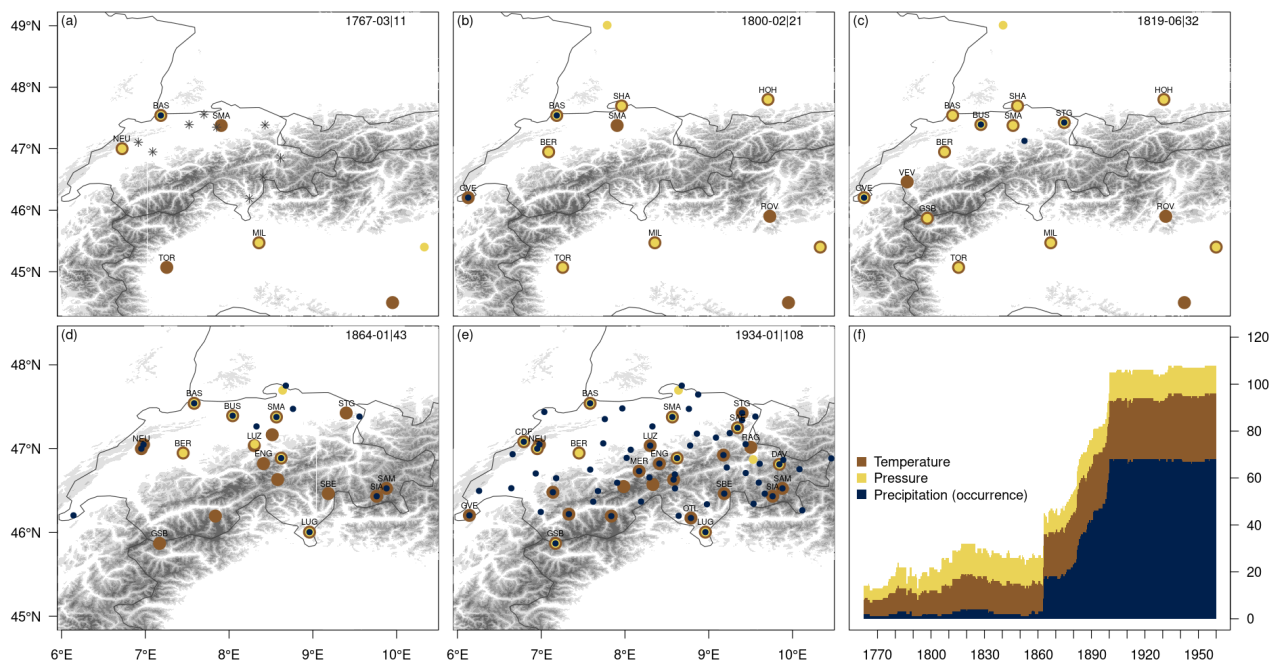 (a) 1767-03|11
(b) 1800-02|21
(c) 1819-06|32
49°N
48°N
47°N
46°N
45°N
BAS
SMA
NEU
MIL
TOR
SHA
HOH
BAS
SMA
BER
GVE
ROV
MIL
TOR
HOH
SHA
BAS
BUS
SMA
STG
BER
VEV
GVE
GSB
ROV
MIL
TOR
(d) 1864-01|43
(e) 1934-01|108
(f)
48°N
47°N
46°N
45°N
BAS
BUS
SMA
STG
NEU
BER
LUZ
ENG
SBE
SAM
SIA
LUG
GSB
BAS
SMA
STG
CDF
NEU
BER
LUZ
RAG
ENG
MER
DAV
SBE
SAM
SIA
GVE
OTL
LUG
GSB
Temperature
Pressure
Precipitation (occurrence)
120
100
80
60
40
20
0
6°E 7°E 8°E 9°E 10°E
6°E 7°E 8°E 9°E 10°E
1770 1800 1830 1860 1890 1920 1950